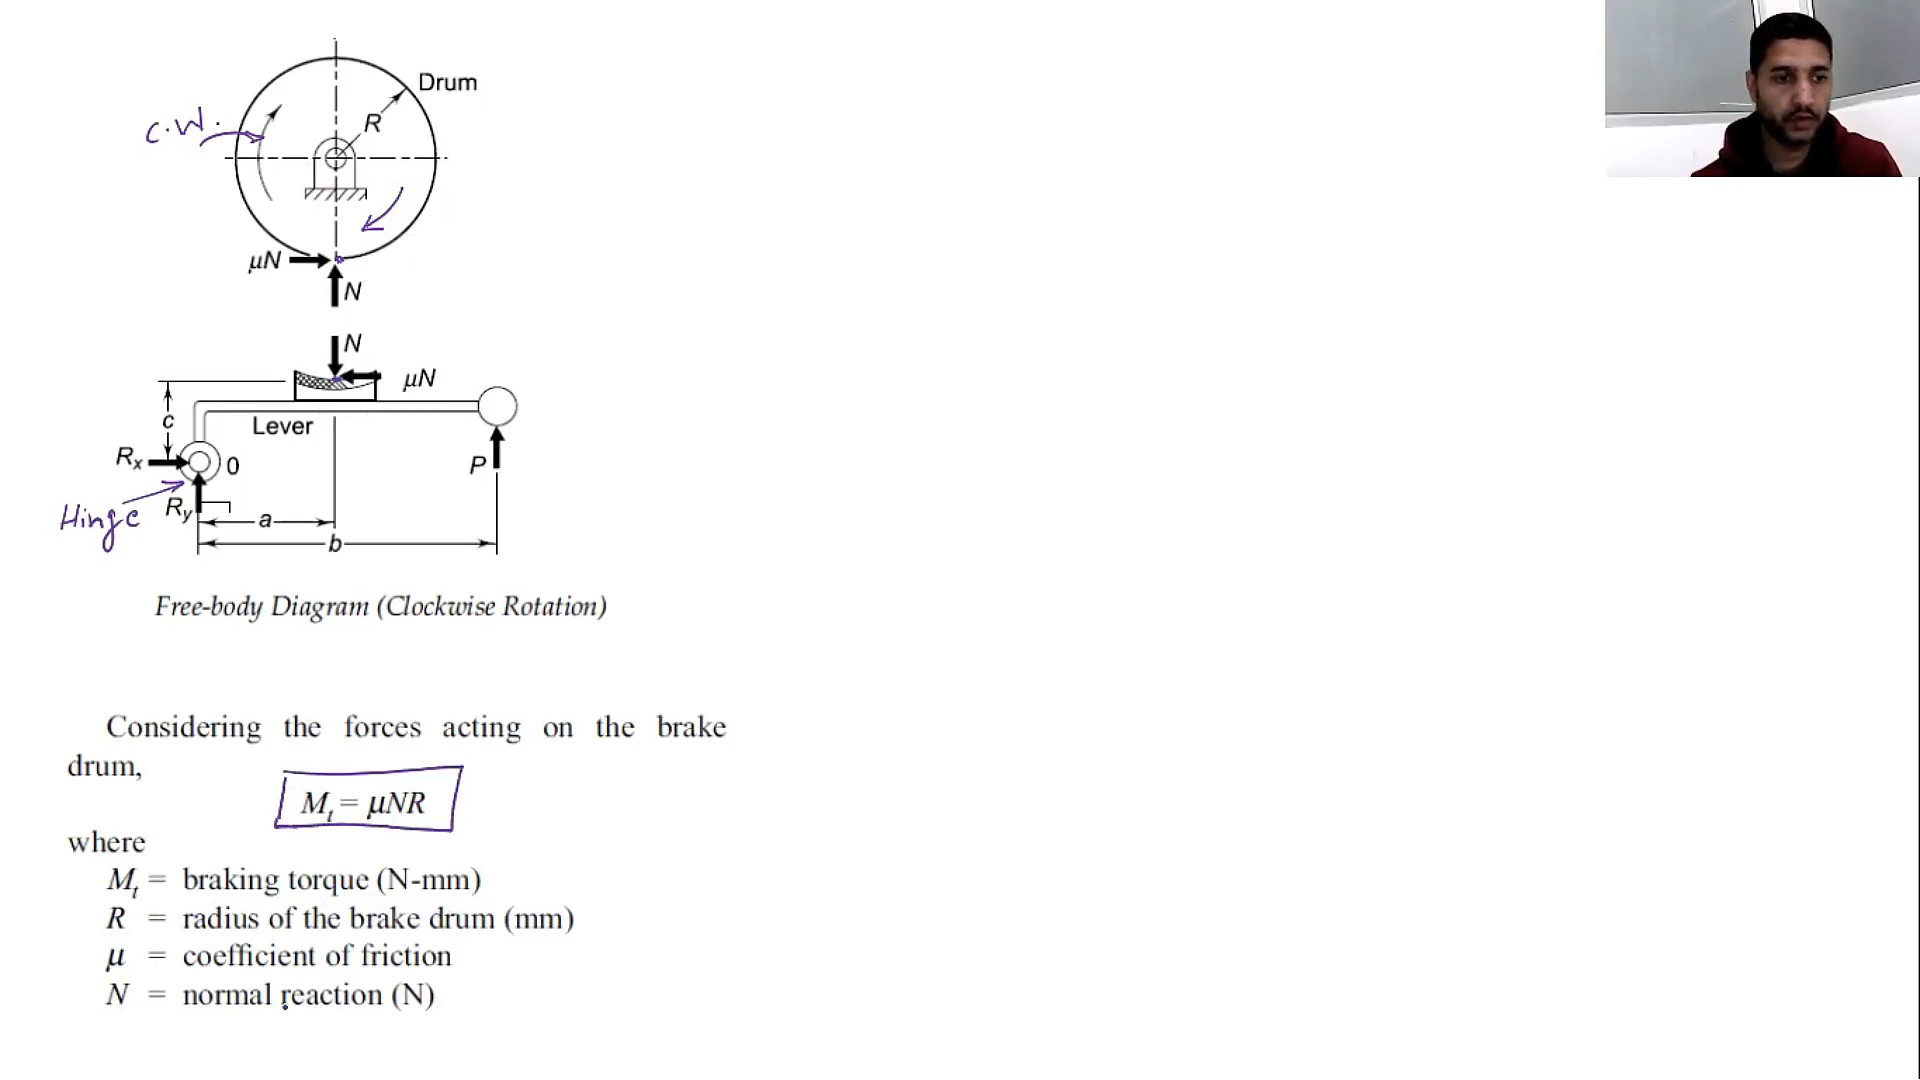 Drum
C.W.
R
μN
N
N
μN
c
Lever
Rx
0
P
Hinge
Ry
a
b
Free-body Diagram (Clockwise Rotation)
Considering the forces acting on the brake
drum,
Mt = μNR
where
Mt = braking torque (N-mm)
R = radius of the brake drum (mm)
μ = coefficient of friction
N = normal reaction (N)